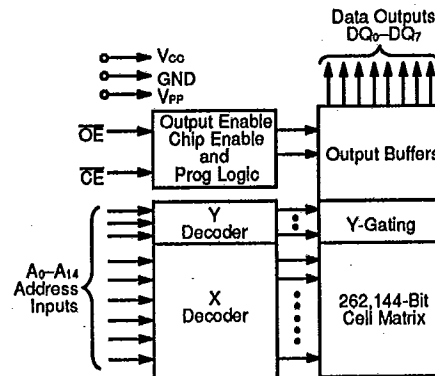 Data Outputs
DQ₀–DQ₇
VCC
GND
VPP
OE
CE
Output Enable
Chip Enable
and
Prog Logic
Output Buffers
Y
Decoder
Y-Gating
A₀–A₁₄
Address
Inputs
X
Decoder
262,144-Bit
Cell Matrix